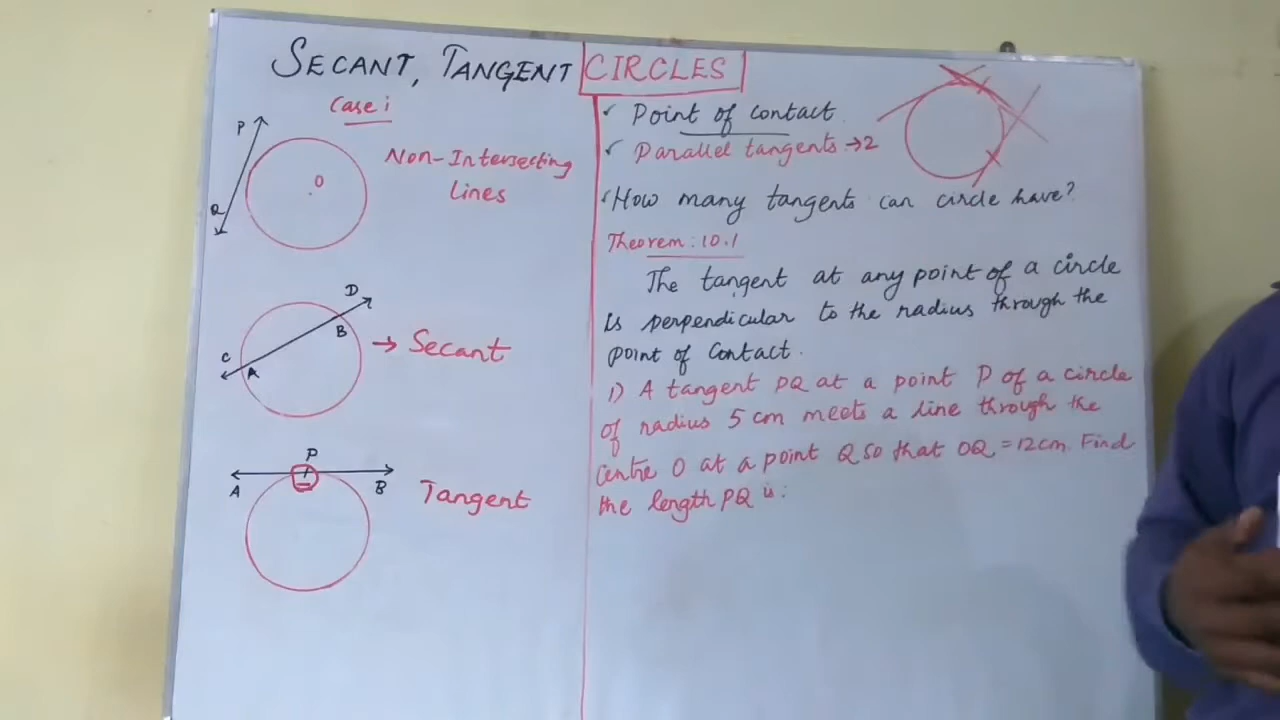 SECANT, TANGENT CIRCLES
Case i
P
Q
O
Non-Intersecting
Lines
D
B
C
A
→ Secant
P
A
B
Tangent
✓ Point of contact
✓ Parallel tangents → 2
✓ How many tangents can circle have?
Theorem: 10.1
The tangent at any point of a circle
is perpendicular to the radius through the
point of contact.
1) A tangent PQ at a point P of a circle
of radius 5 cm meets a line through the
centre O at a point Q so that OQ = 12cm. Find
the length PQ is: